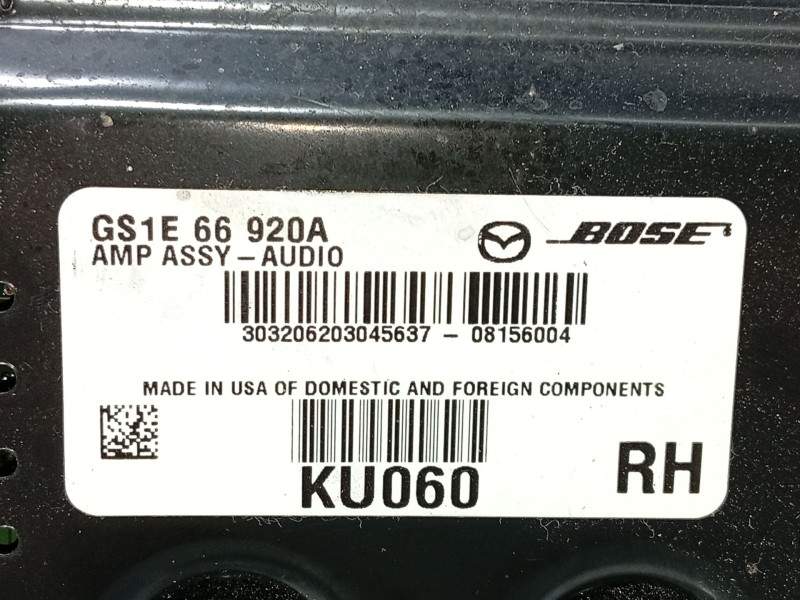 GS1E 66 920A
BOSE
AMP ASSY-AUDIO
303206203045637 - 08156004
MADE IN USA OF DOMESTIC AND FOREIGN COMPONENTS
KU060
RH